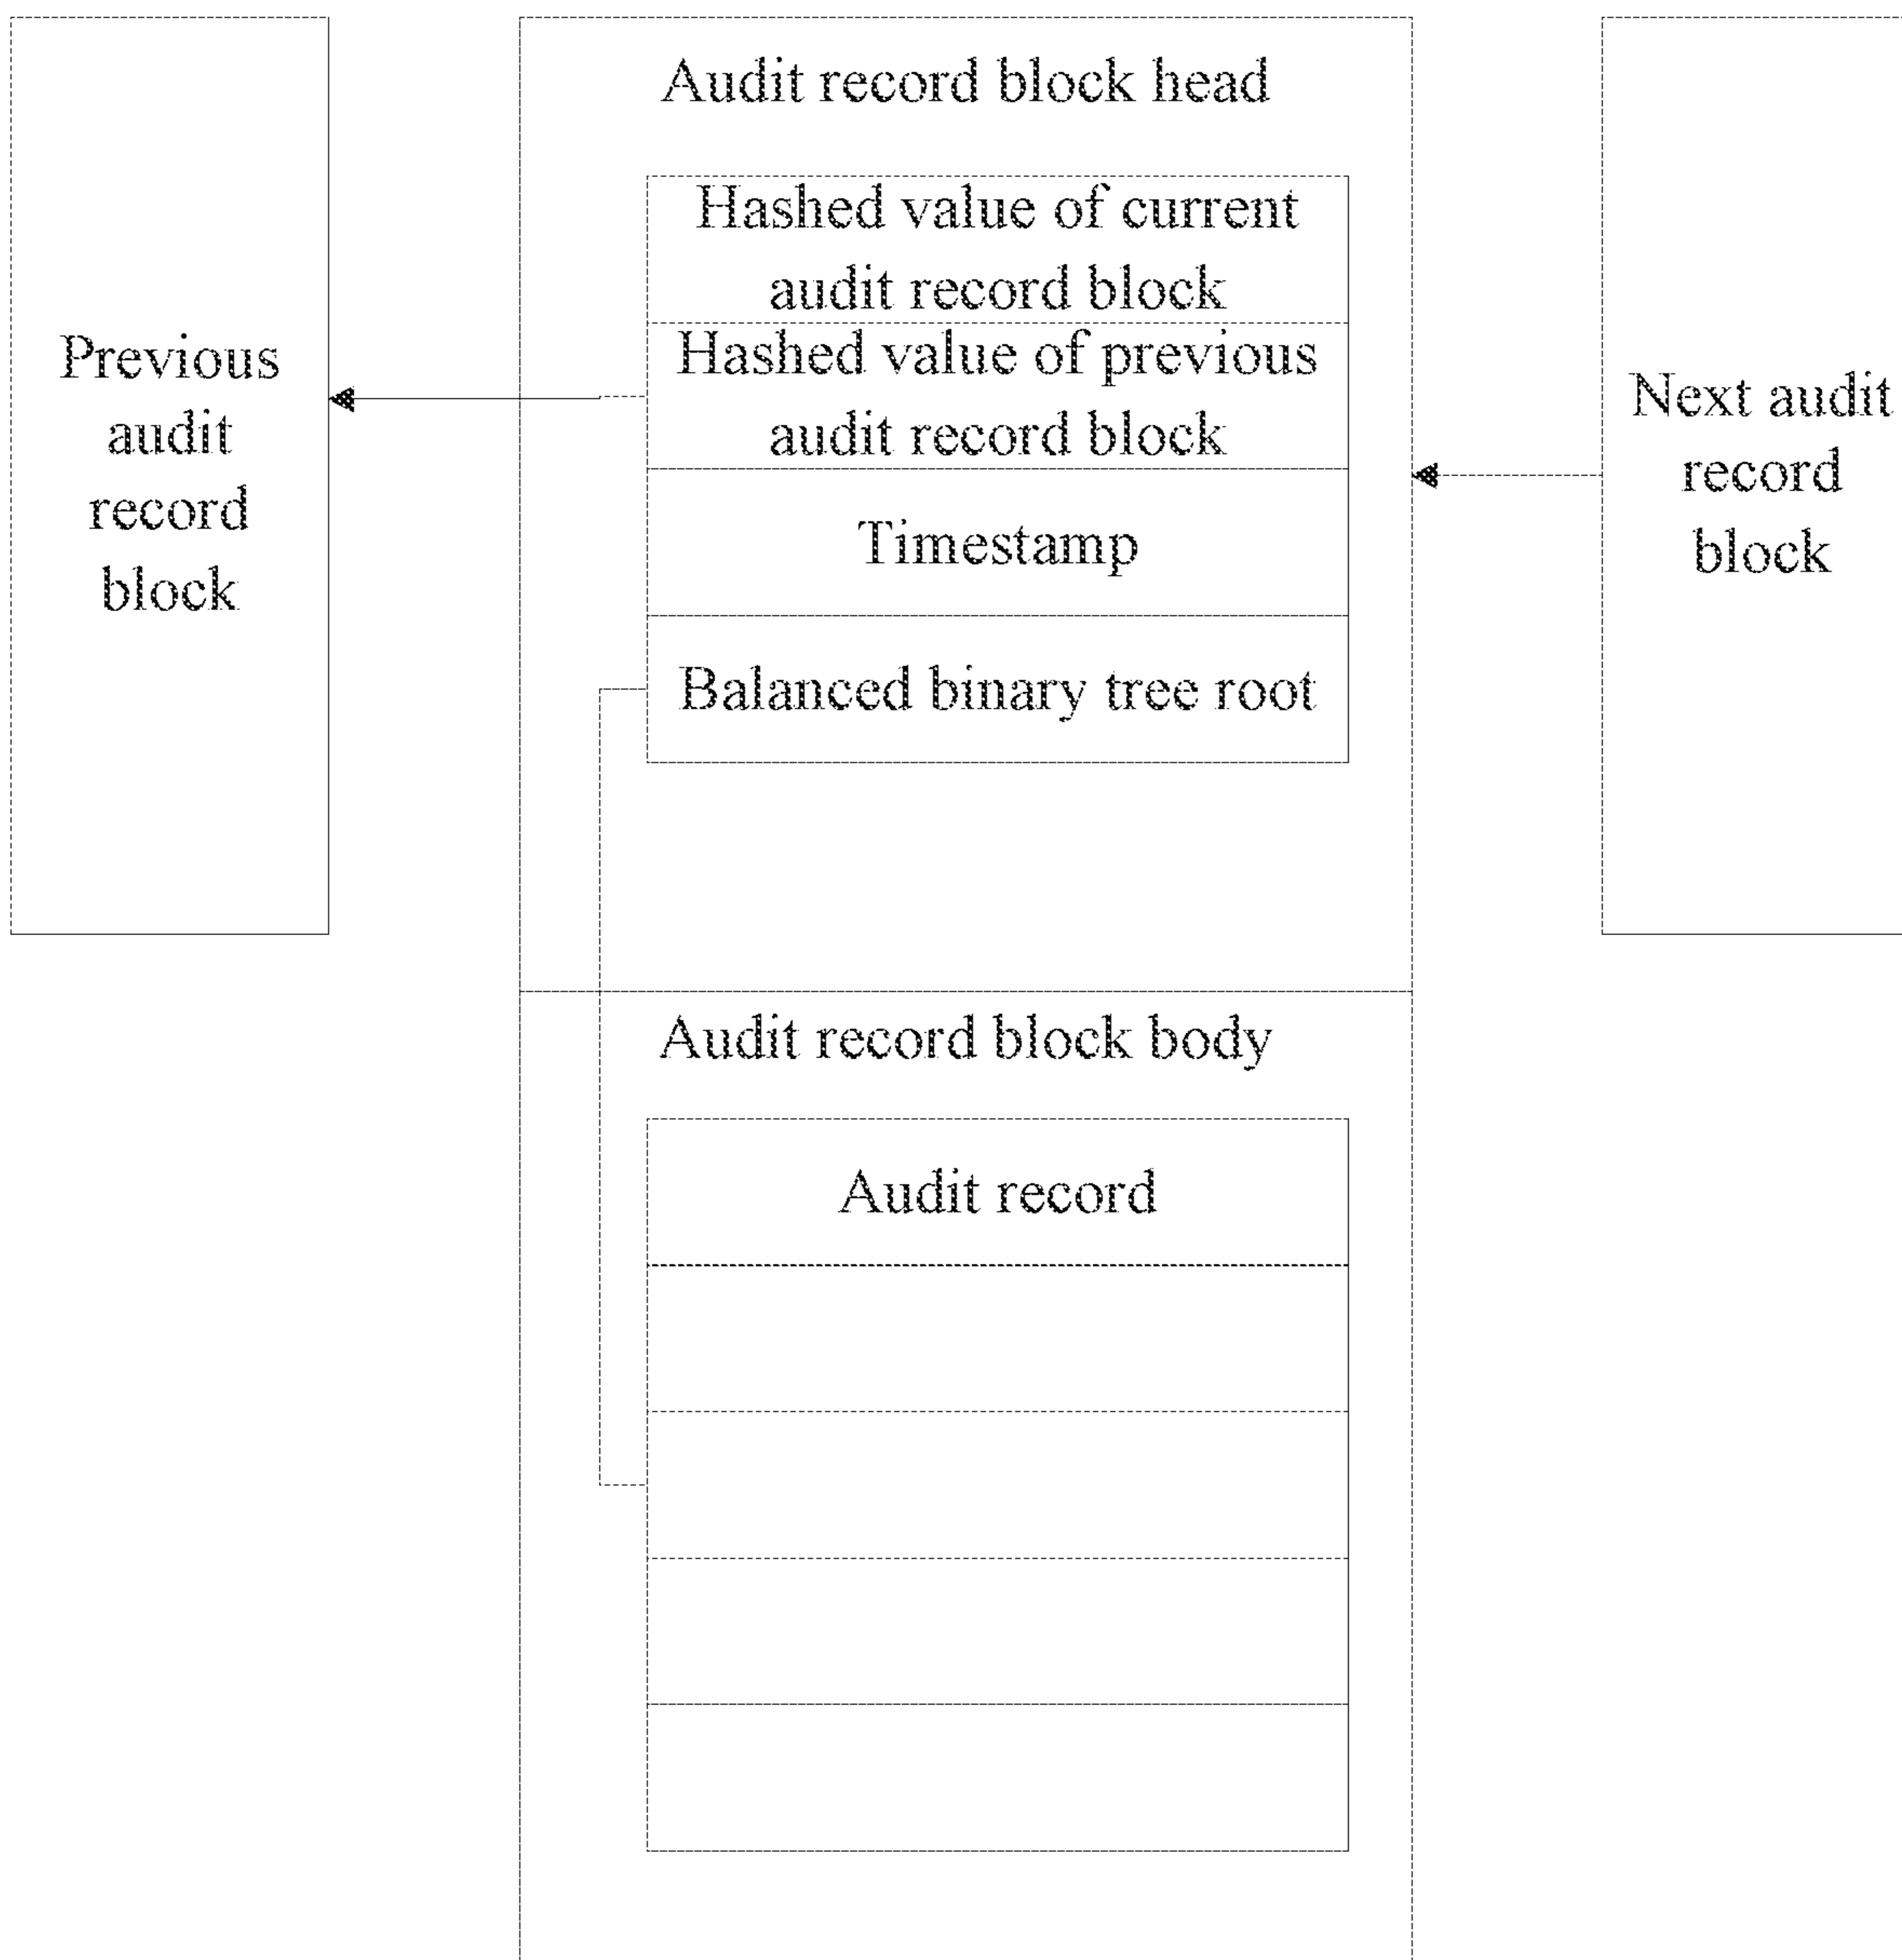 Previous
audit
record
block
Audit record block head
Hashed value of current
audit record block
Hashed value of previous
audit record block
Timestamp
Balanced binary tree root
Next audit
record
block
Audit record block body
Audit record